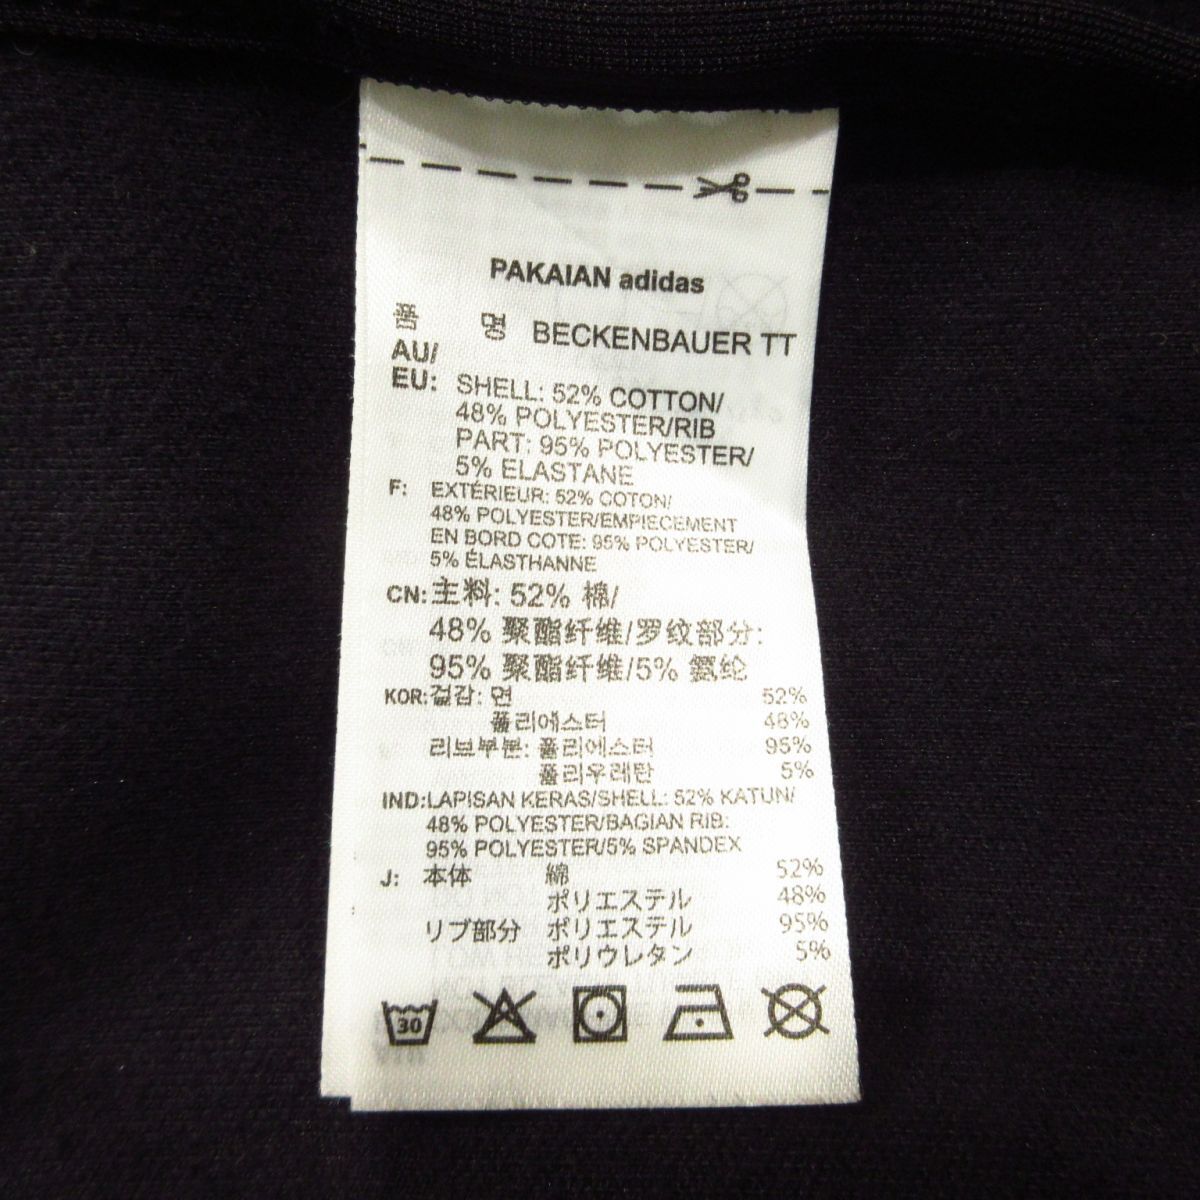 PAKAIAN adidas
품 명 BECKENBAUER TT
AU/
EU: SHELL: 52% COTTON/
48% POLYESTER/RIB
PART: 95% POLYESTER/
5% ELASTANE
F: EXTÉRIEUR: 52% COTON/
48% POLYESTER/EMPIECEMENT
EN BORD COTE: 95% POLYESTER/
5% ÉLASTHANNE
CN: 主料: 52% 棉/
48% 聚酯纤维/罗纹部分:
95% 聚酯纤维/5% 氨纶
KOR: 겉감: 면 52%
폴리에스터 48%
리브부분: 폴리에스터 95%
폴리우레탄 5%
IND: LAPISAN KERAS/SHELL: 52% KATUN/
48% POLYESTER/BAGIAN RIB:
95% POLYESTER/5% SPANDEX
J: 本体 綿 52%
ポリエステル 48%
リブ部分 ポリエステル 95%
ポリウレタン 5%
30